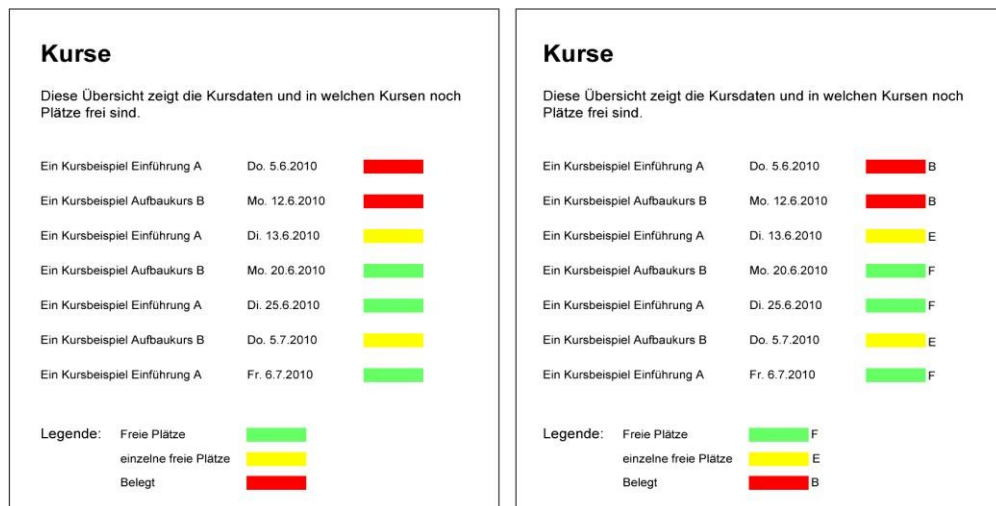 Kurse
Diese Übersicht zeigt die Kursdaten und in welchen Kursen noch
Plätze frei sind.
Ein Kursbeispiel Einführung A Do. 5.6.2010
Ein Kursbeispiel Aufbaukurs B Mo. 12.6.2010
Ein Kursbeispiel Einführung A Di. 13.6.2010
Ein Kursbeispiel Aufbaukurs B Mo. 20.6.2010
Ein Kursbeispiel Einführung A Di. 25.6.2010
Ein Kursbeispiel Aufbaukurs B Do. 5.7.2010
Ein Kursbeispiel Einführung A Fr. 6.7.2010
Legende: Freie Plätze
einzelne freie Plätze
Belegt
Kurse
Diese Übersicht zeigt die Kursdaten und in welchen Kursen noch
Plätze frei sind.
Ein Kursbeispiel Einführung A Do. 5.6.2010 B
Ein Kursbeispiel Aufbaukurs B Mo. 12.6.2010 B
Ein Kursbeispiel Einführung A Di. 13.6.2010 E
Ein Kursbeispiel Aufbaukurs B Mo. 20.6.2010 F
Ein Kursbeispiel Einführung A Di. 25.6.2010 F
Ein Kursbeispiel Aufbaukurs B Do. 5.7.2010 E
Ein Kursbeispiel Einführung A Fr. 6.7.2010 F
Legende: Freie Plätze F
einzelne freie Plätze E
Belegt B